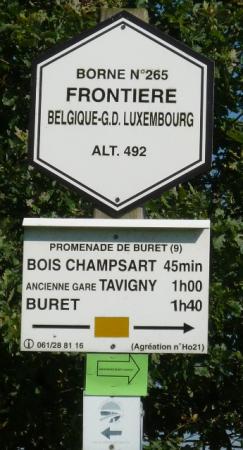 BORNE N°265
FRONTIERE
BELGIQUE-G.D. LUXEMBOURG
ALT. 492
PROMENADE DE BURET (9)
BOIS CHAMPSART 45min
ANCIENNE GARE TAVIGNY 1h00
BURET 1h40
061/28 81 16 (Agréation n°Ho21)